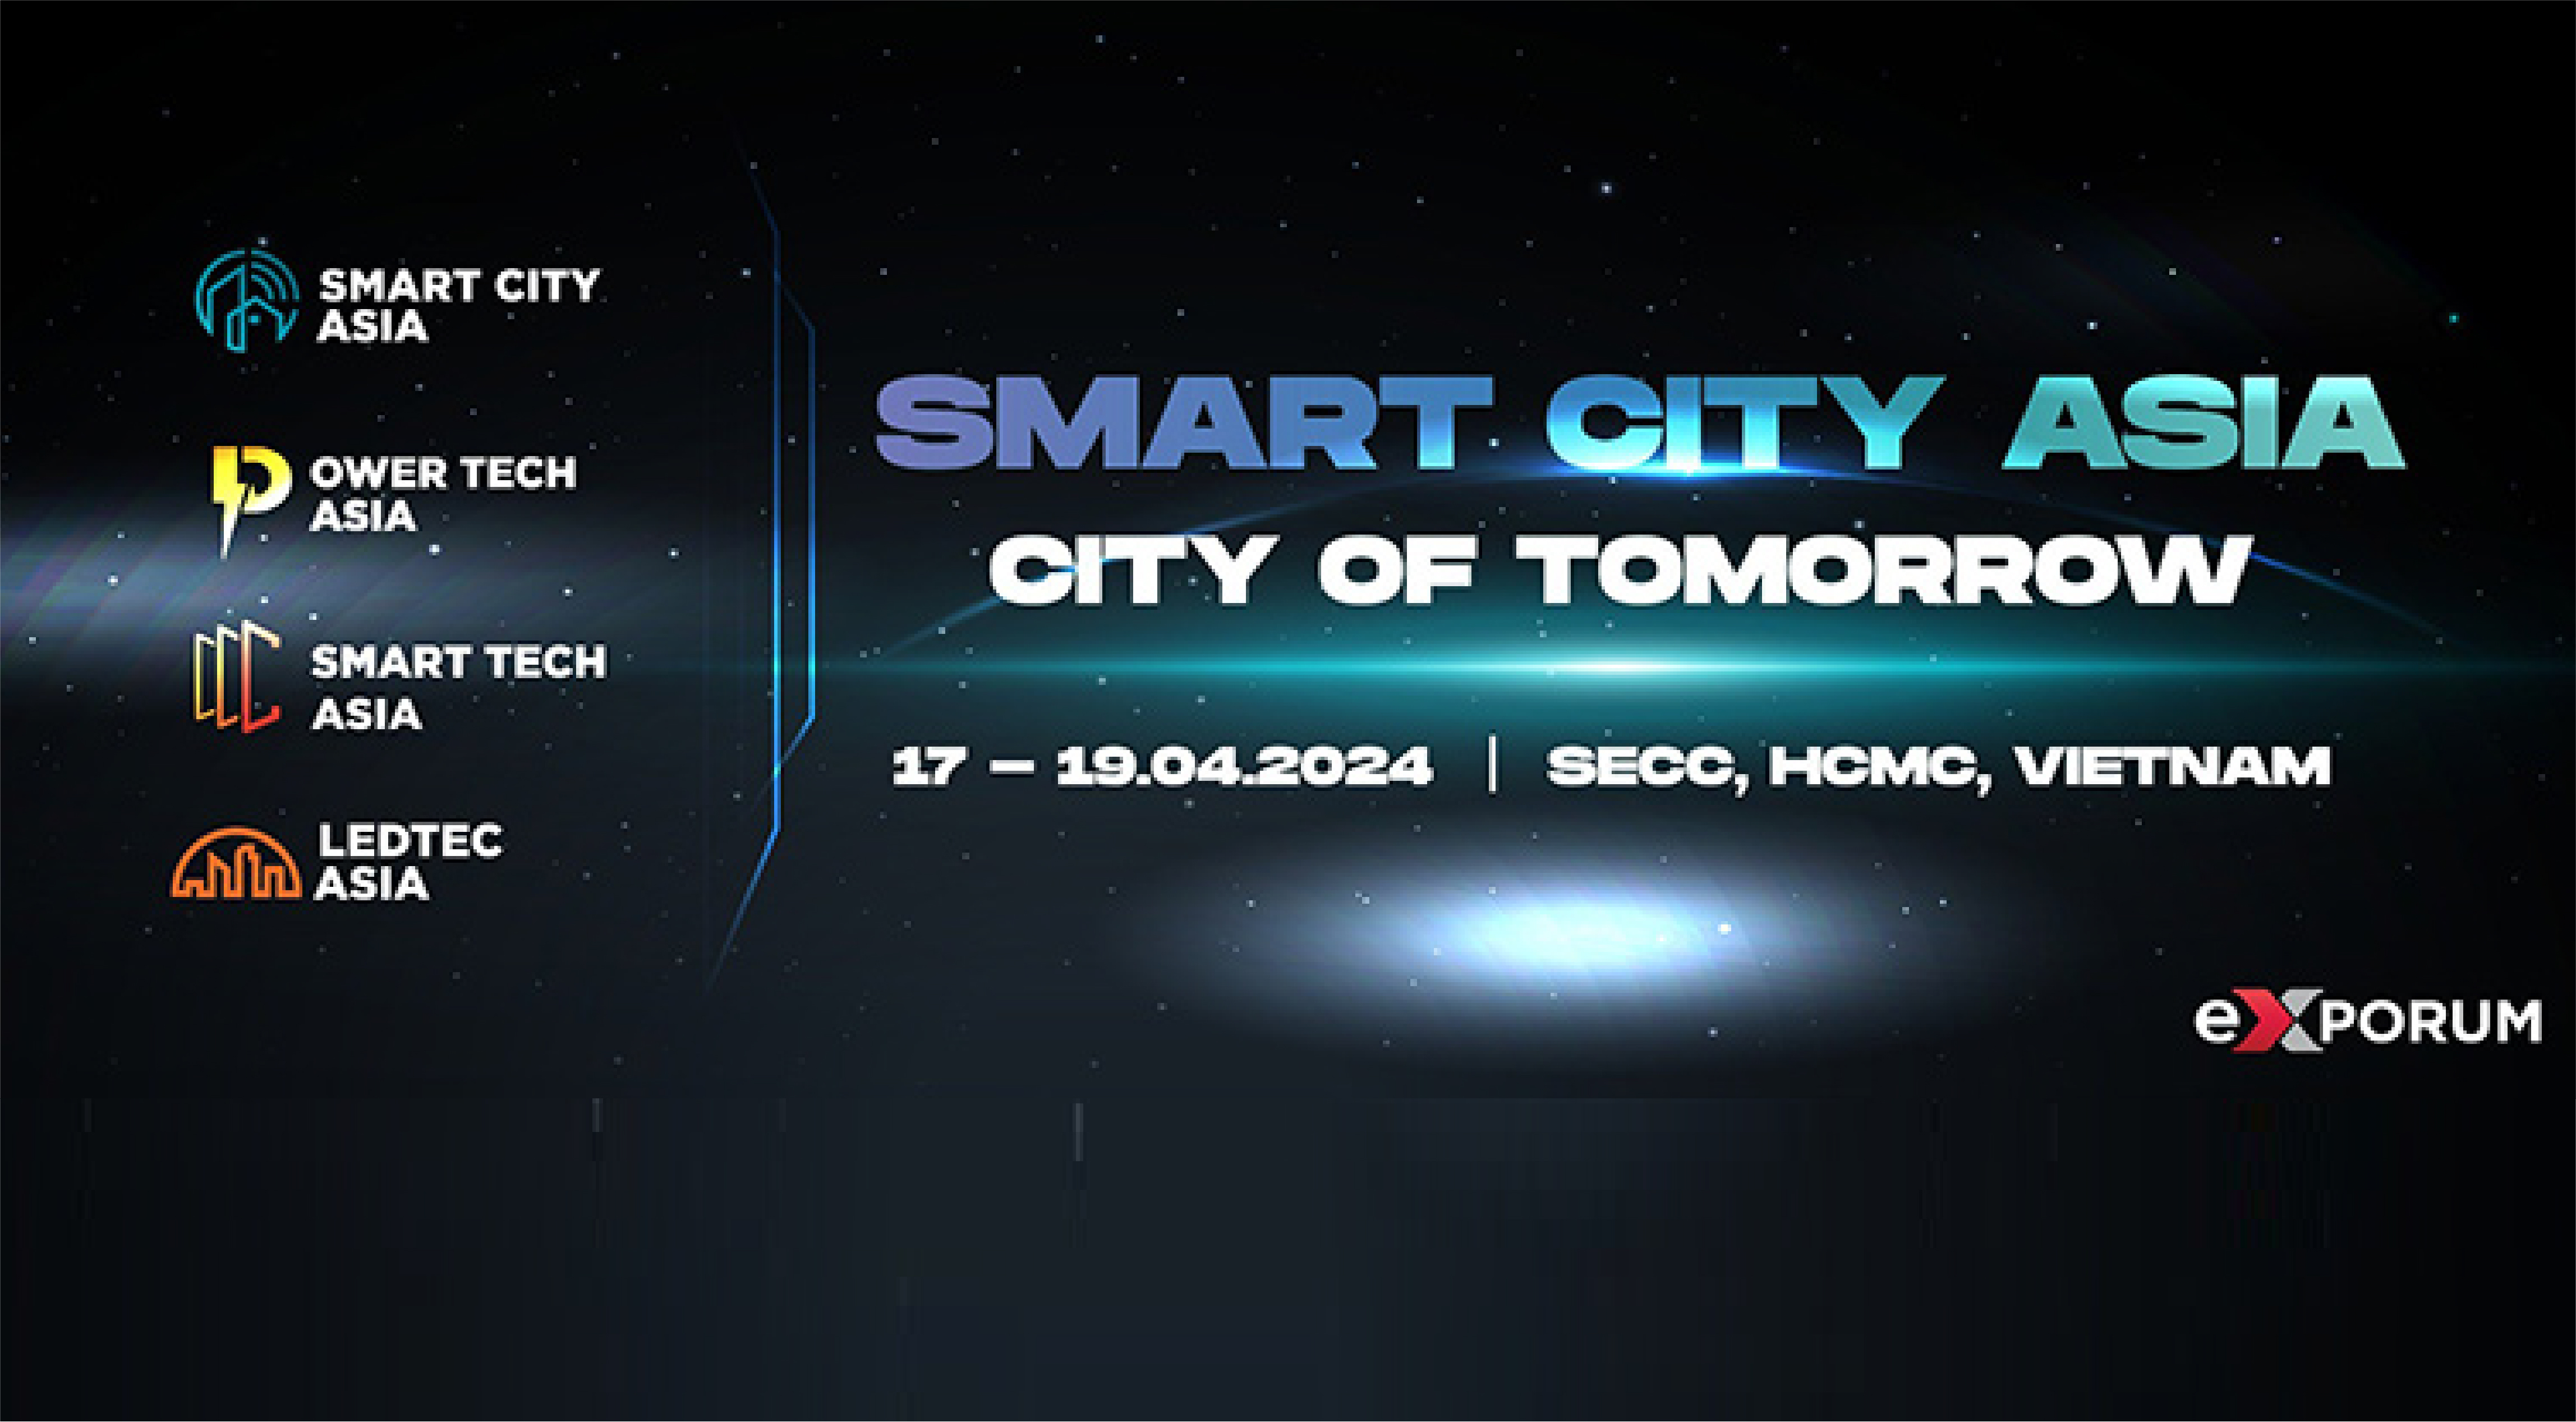 SMART CITY
ASIA
POWER TECH
ASIA
SMART TECH
ASIA
LEDTEC
ASIA
SMART CITY ASIA
CITY OF TOMORROW
17 – 19.04.2024 | SECC, HCMC, VIETNAM
eXPORUM